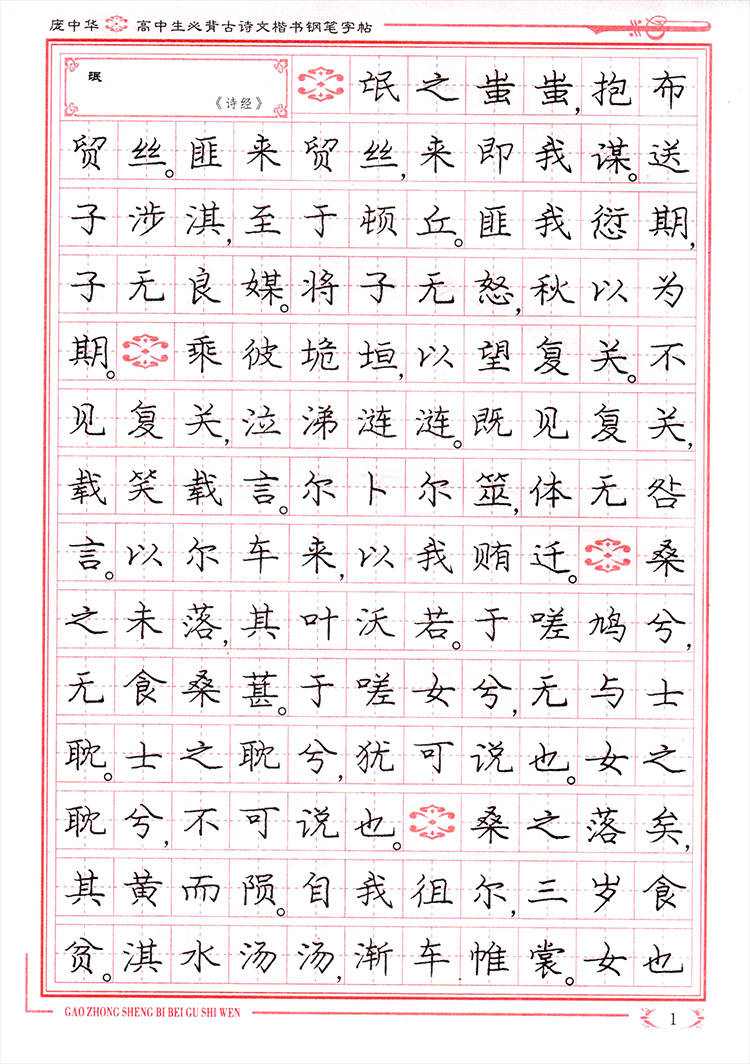 庞中华 高中生必背古诗文楷书钢笔字帖
氓
《诗经》
氓之蚩蚩,抱布
贸丝。匪来贸丝,来即我谋。送
子涉淇,至于顿丘。匪我愆期,
子无良媒。将子无怒,秋以为
期。乘彼垝垣,以望复关。不
见复关,泣涕涟涟。既见复关,
载笑载言。尔卜尔筮,体无咎
言。以尔车来,以我贿迁。桑
之未落,其叶沃若。于嗟鸠兮,
无食桑葚。于嗟女兮,无与士
耽。士之耽兮,犹可说也。女之
耽兮,不可说也。桑之落矣,
其黄而陨。自我徂尔,三岁食
贫。淇水汤汤,渐车帷裳。女也
GAO ZHONG SHENG BI BEI GU SHI WEN
1